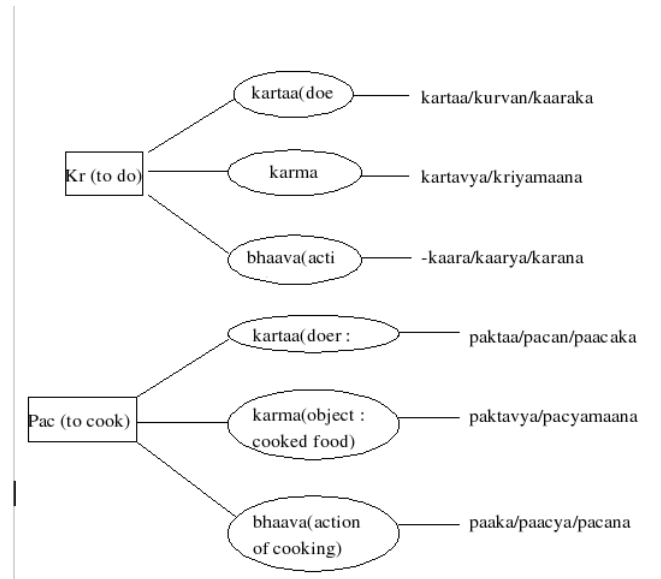 kartaa(doe
kartaa/kurvan/kaaraka
Kr (to do)
karma
kartavya/kriyamaana
bhaava(acti
-kaara/kaarya/karana
kartaa(doer :
paktaa/pacan/paacaka
Pac (to cook)
karma(object :
cooked food)
paktavya/pacyamaana
bhaava(action
of cooking)
paaka/paacya/pacana